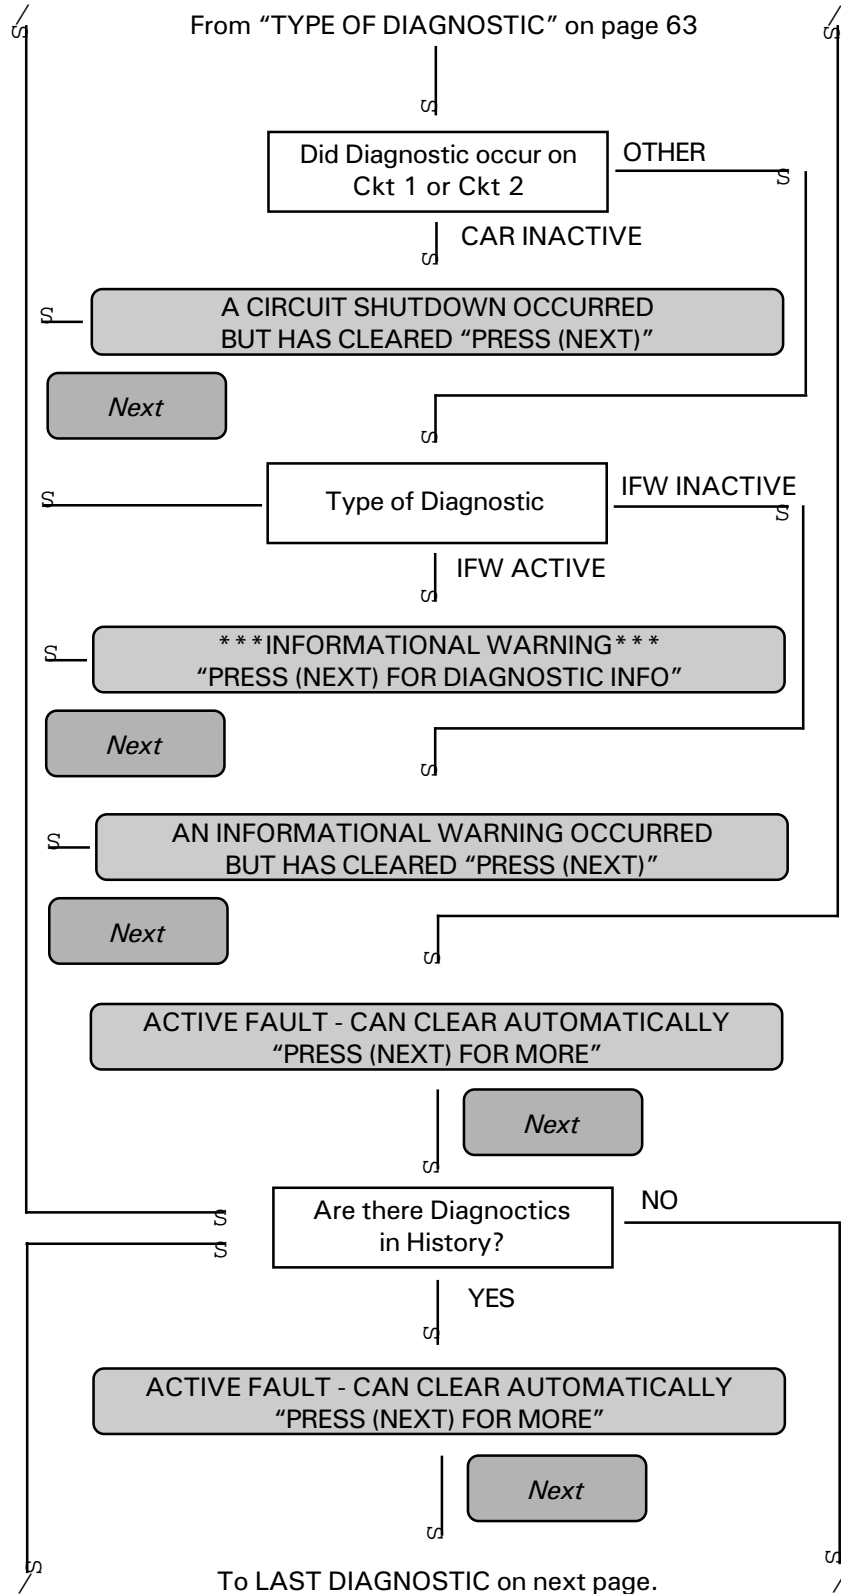 From “TYPE OF DIAGNOSTIC” on page 63
Did Diagnostic occur on
Ckt 1 or Ckt 2
OTHER
CAR INACTIVE
A CIRCUIT SHUTDOWN OCCURRED
BUT HAS CLEARED “PRESS (NEXT)”
Next
Type of Diagnostic
IFW INACTIVE
IFW ACTIVE
***INFORMATIONAL WARNING***
“PRESS (NEXT) FOR DIAGNOSTIC INFO”
Next
AN INFORMATIONAL WARNING OCCURRED
BUT HAS CLEARED “PRESS (NEXT)”
Next
ACTIVE FAULT - CAN CLEAR AUTOMATICALLY
“PRESS (NEXT) FOR MORE”
Next
Are there Diagnoctics
in History?
NO
YES
ACTIVE FAULT - CAN CLEAR AUTOMATICALLY
“PRESS (NEXT) FOR MORE”
Next
To LAST DIAGNOSTIC on next page.